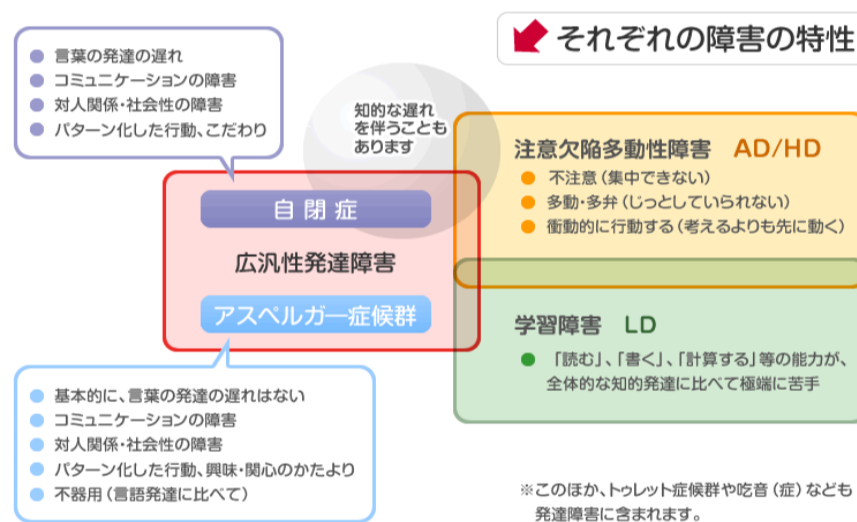 それぞれの障害の特性
言葉の発達の遅れ
コミュニケーションの障害
対人関係・社会性の障害
パターン化した行動、こだわり
知的な遅れ
を伴うことも
あります
自閉症
広汎性発達障害
アスペルガー症候群
基本的に、言葉の発達の遅れはない
コミュニケーションの障害
対人関係・社会性の障害
パターン化した行動、興味・関心のかたより
不器用（言語発達に比べて）
注意欠陥多動性障害 AD/HD
不注意（集中できない）
多動・多弁（じっとしていられない）
衝動的に行動する（考えるよりも先に動く）
学習障害 LD
「読む」、「書く」、「計算する」等の能力が、
全体的な知的発達に比べて極端に苦手
※このほか、トゥレット症候群や吃音（症）なども
発達障害に含まれます。